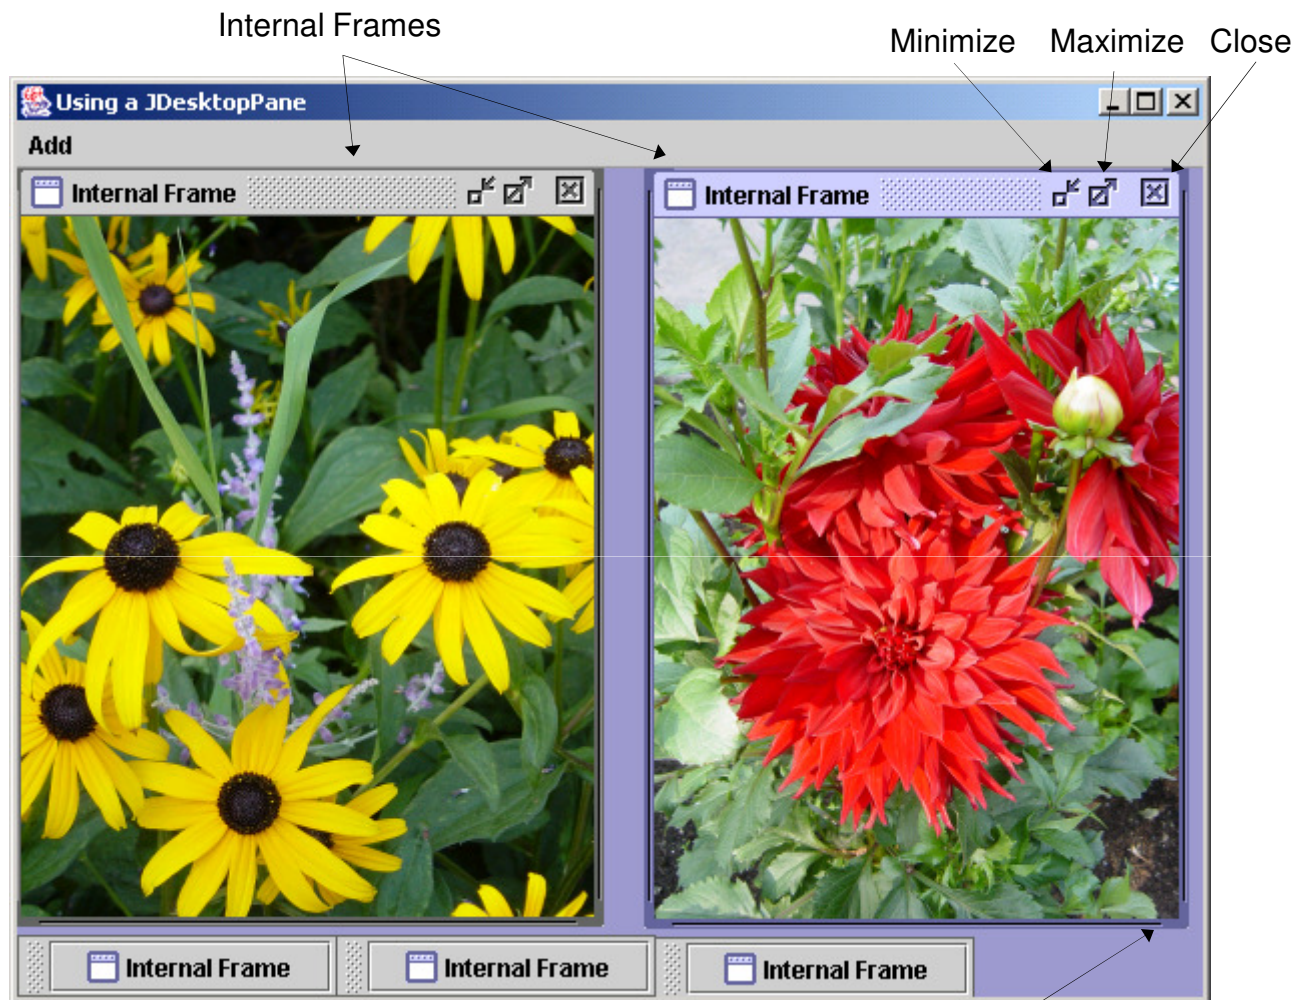 Internal Frames
Minimize Maximize Close
Using a JDesktopPane
Add
Internal Frame
Internal Frame
Internal Frame
Internal Frame
Internal Frame